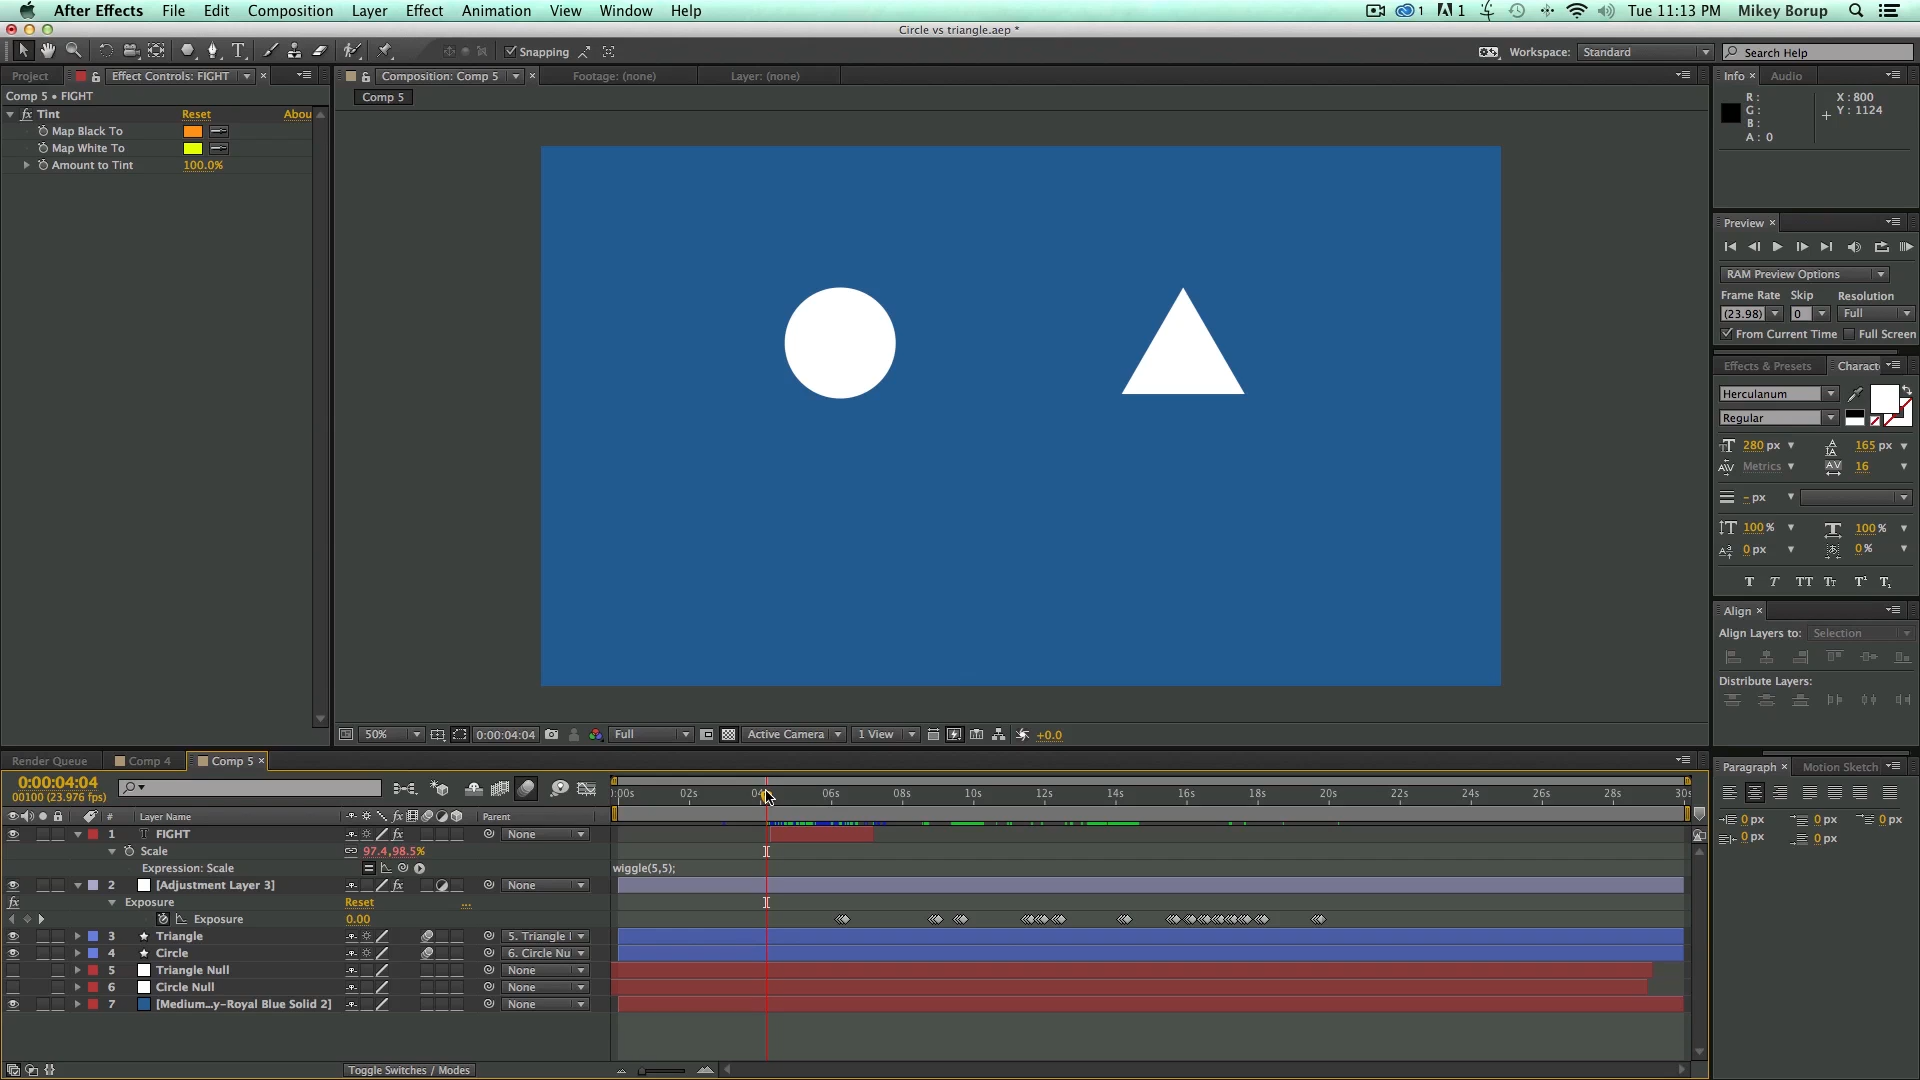 After Effects File Edit Composition Layer Effect Animation View Window Help
1 1 Tue 11:13 PM Mikey Borup
Circle vs triangle.aep *
Snapping
Workspace: Standard
Search Help
Project Effect Controls: FIGHT
Comp 5 • FIGHT
fx Tint Reset Abou
Map Black To
Map White To
Amount to Tint 100.0%
Composition: Comp 5 Footage: (none) Layer: (none)
Comp 5
Info Audio
R :
G :
B :
A : 0
X : 800
Y : 1124
Preview
RAM Preview Options
Frame Rate Skip Resolution
(23.98) 0 Full
From Current Time Full Screen
Effects & Presets Charact
Herculanum
Regular
280 px 165 px
Metrics 16
- px
100 % 100 %
0 px 0 %
T T TT Tt T¹ T₁
Align
Align Layers to: Selection
Distribute Layers:
50% 0:00:04:04 Full Active Camera 1 View +0.0
Render Queue Comp 4 Comp 5
0:00:04:04
00100 (23.976 fps)
# Layer Name Parent
):00s 02s 04s 06s 08s 10s 12s 14s 16s 18s 20s 22s 24s 26s 28s 30s
1 T FIGHT fx None
Scale 97.4,98.5%
Expression: Scale wiggle(5,5);
2 [Adjustment Layer 3] fx None
fx Exposure Reset ...
Exposure 0.00
3 Triangle 5. Triangle I
4 Circle 6. Circle Nu
5 Triangle Null None
6 Circle Null None
7 [Medium...y-Royal Blue Solid 2] None
Toggle Switches / Modes
Paragraph Motion Sketch
0 px 0 px 0 px
0 px 0 px